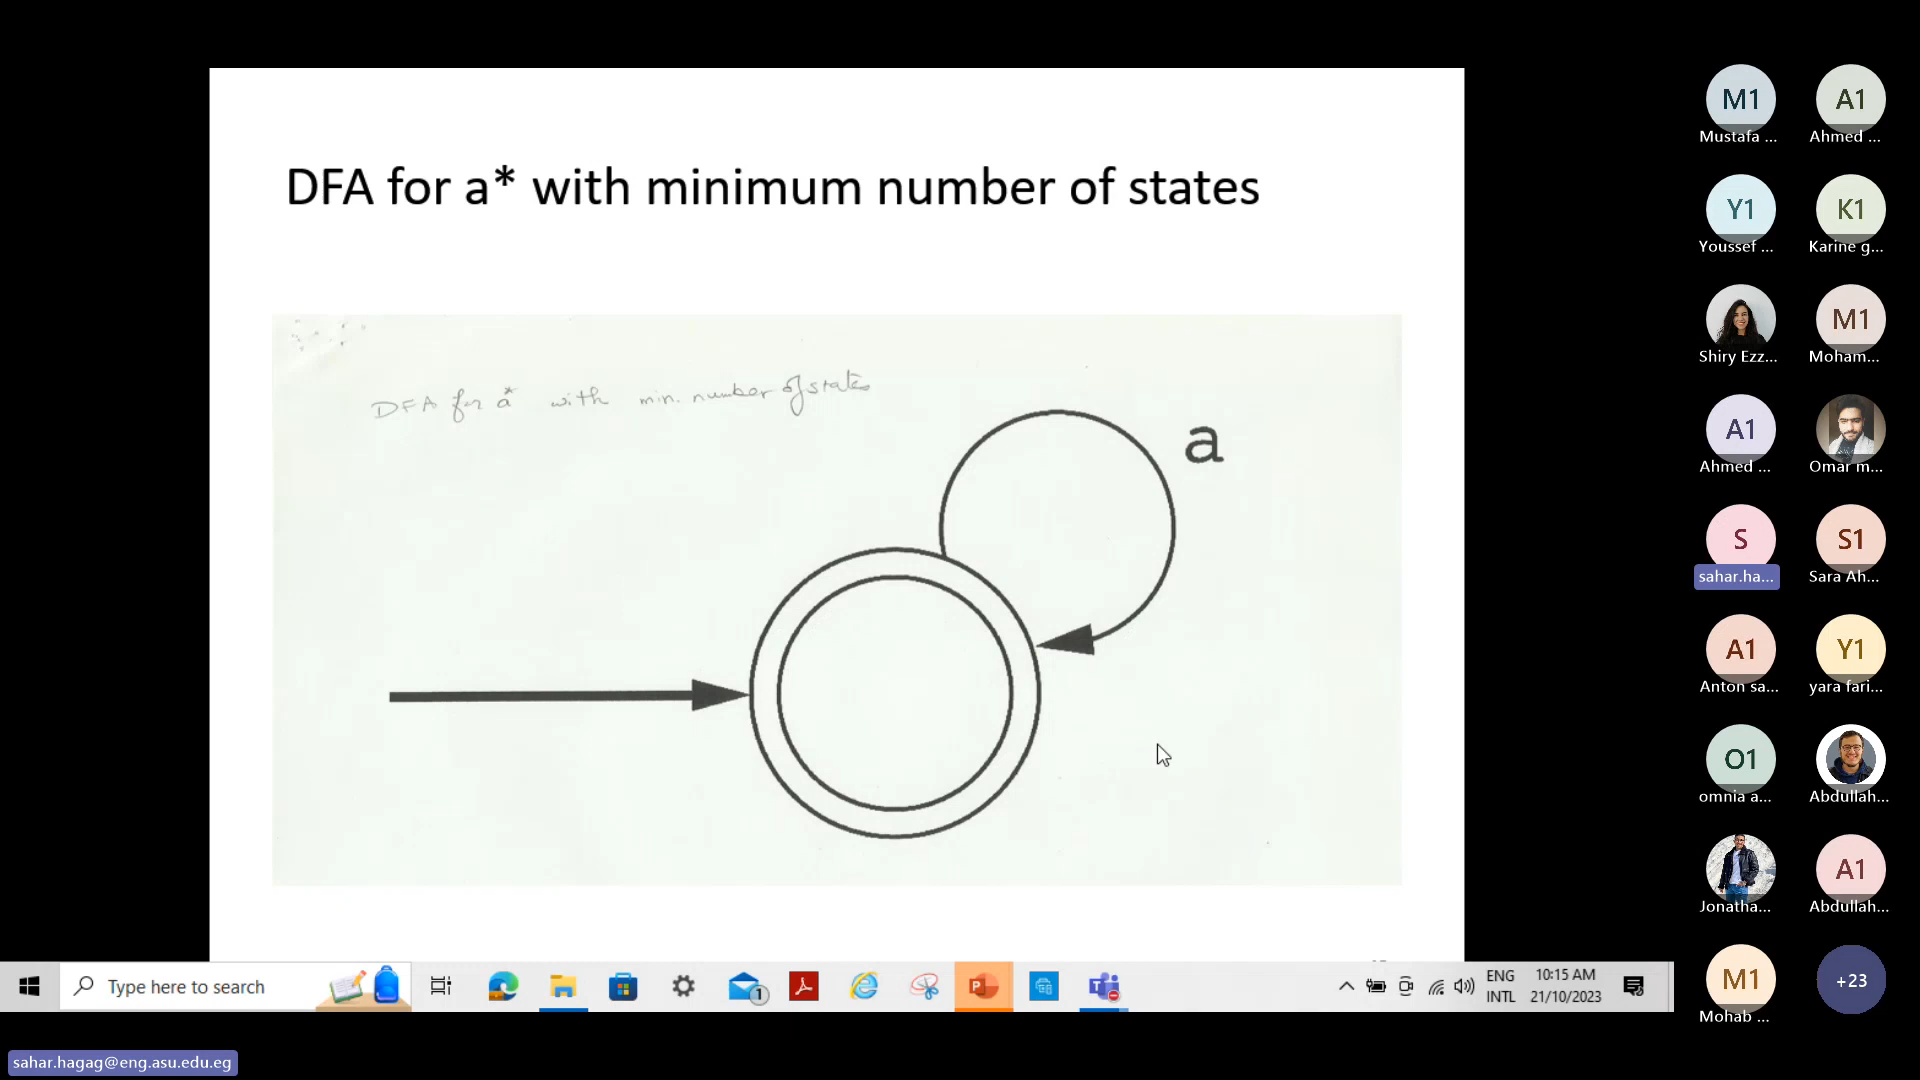 DFA for a* with minimum number of states
DFA for a* with min. number of states
a
M1
Mustafa ...
A1
Ahmed ...
Y1
Youssef ...
K1
Karine g...
Shiry Ezz...
M1
Moham...
A1
Ahmed ...
Omar m...
S
sahar.ha...
S1
Sara Ah...
A1
Anton sa...
Y1
yara fari...
O1
omnia a...
Abdullah...
Jonatha...
A1
Abdullah...
M1
Mohab ...
+23
Type here to search
1
ENG
INTL
10:15 AM
21/10/2023
sahar.hagag@eng.asu.edu.eg